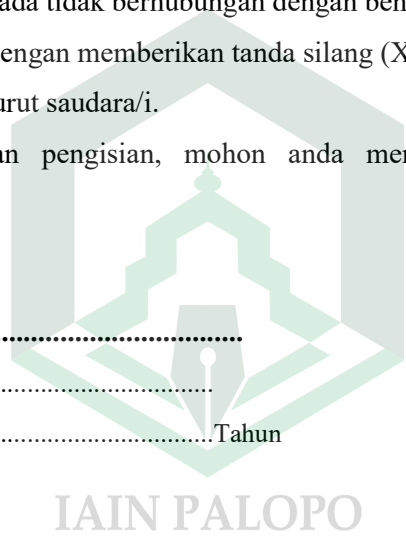 ada tidak berhubungan dengan ben
engan memberikan tanda silang (X
urut saudara/i.
an pengisian, mohon anda mer
.......................................
....................................
....................................Tahun
IAIN PALOPO